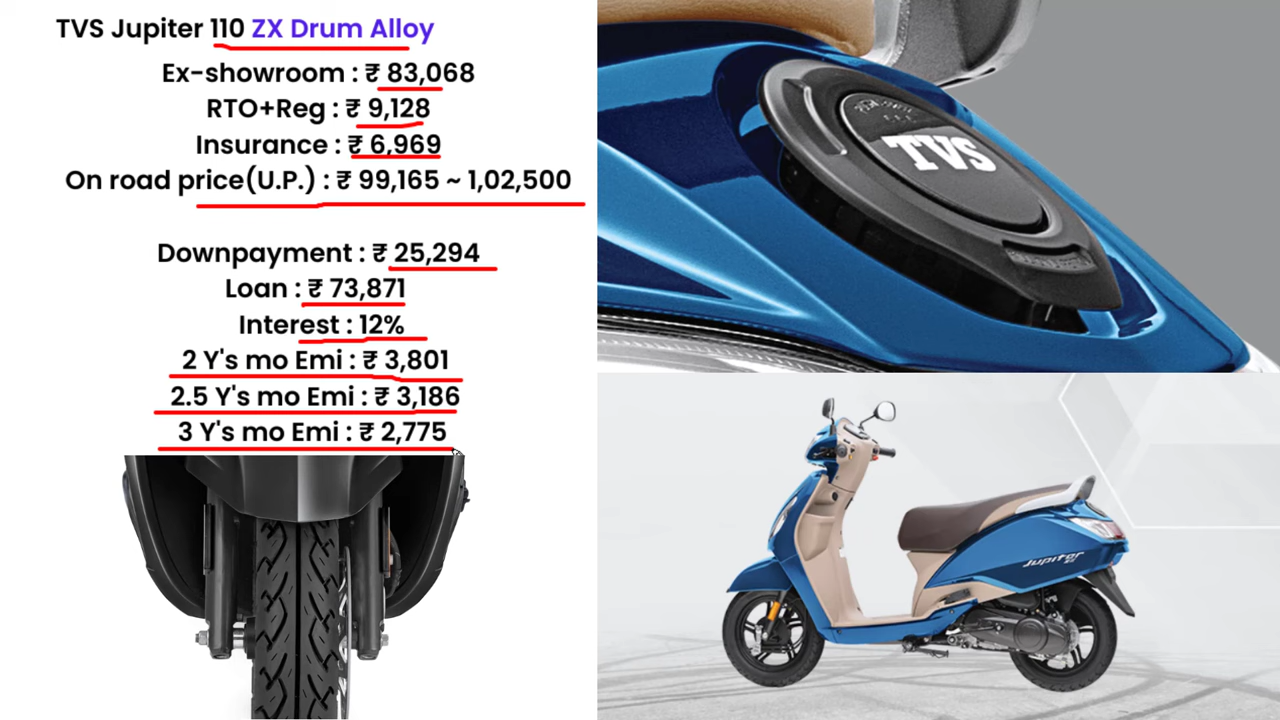 TVS Jupiter 110 ZX Drum Alloy
Ex-showroom : ₹ 83,068
RTO+Reg : ₹ 9,128
Insurance : ₹ 6,969
On road price(U.P.) : ₹ 99,165 ~ 1,02,500
Downpayment : ₹ 25,294
Loan : ₹ 73,871
Interest : 12%
2 Y's mo Emi : ₹ 3,801
2.5 Y's mo Emi : ₹ 3,186
3 Y's mo Emi : ₹ 2,775
TVS
Jupiter